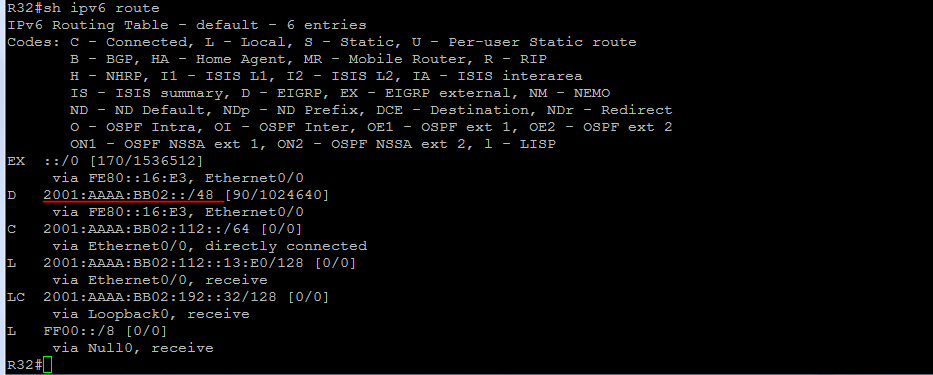 R32#sh ipv6 route
IPv6 Routing Table - default - 6 entries
Codes: C - Connected, L - Local, S - Static, U - Per-user Static route
       B - BGP, HA - Home Agent, MR - Mobile Router, R - RIP
       H - NHRP, I1 - ISIS L1, I2 - ISIS L2, IA - ISIS interarea
       IS - ISIS summary, D - EIGRP, EX - EIGRP external, NM - NEMO
       ND - ND Default, NDp - ND Prefix, DCE - Destination, NDr - Redirect
       O - OSPF Intra, OI - OSPF Inter, OE1 - OSPF ext 1, OE2 - OSPF ext 2
       ON1 - OSPF NSSA ext 1, ON2 - OSPF NSSA ext 2, l - LISP
EX  ::/0 [170/1536512]
     via FE80::16:E3, Ethernet0/0
D   2001:AAAA:BB02::/48 [90/1024640]
     via FE80::16:E3, Ethernet0/0
C   2001:AAAA:BB02:112::/64 [0/0]
     via Ethernet0/0, directly connected
L   2001:AAAA:BB02:112::13:E0/128 [0/0]
     via Ethernet0/0, receive
LC  2001:AAAA:BB02:192::32/128 [0/0]
     via Loopback0, receive
L   FF00::/8 [0/0]
     via Null0, receive
R32#